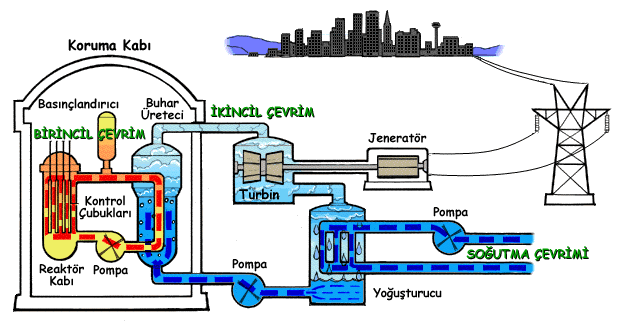 Koruma Kabı
Basınçlandırıcı
Buhar
Üreteci
İKİNCİL ÇEVRİM
BİRİNCİL ÇEVRİM
Jeneratör
Türbin
Kontrol
Çubukları
Pompa
SOĞUTMA ÇEVRİMİ
Reaktör
Kabı
Pompa
Pompa
Yoğuşturucu